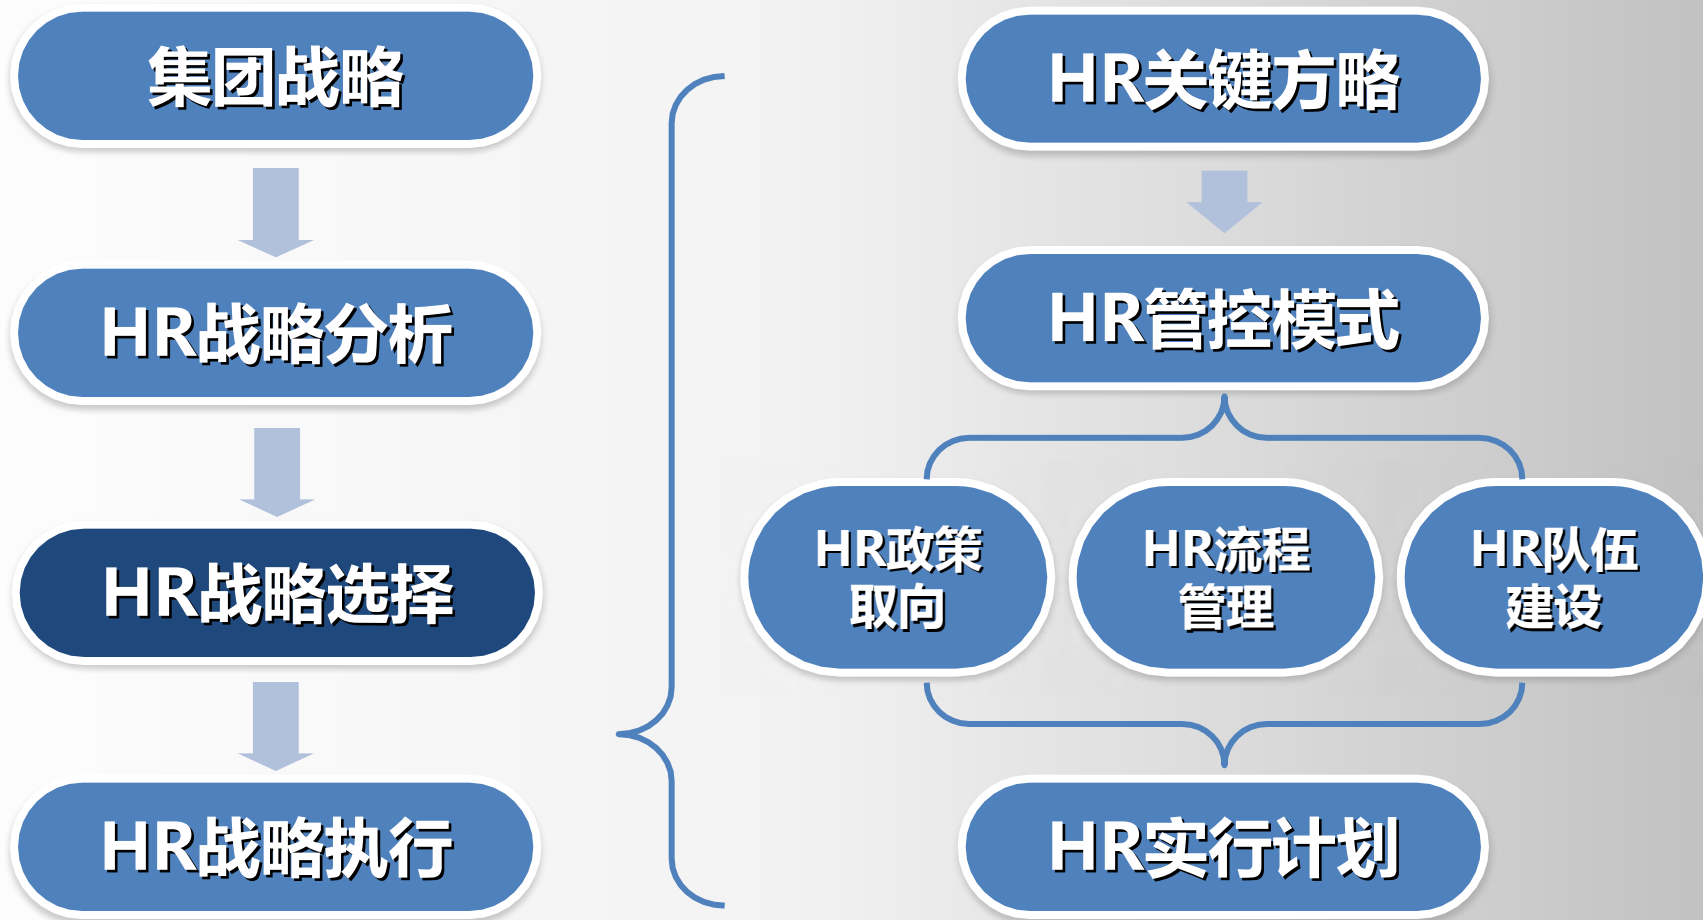 集团战略
HR战略分析
HR战略选择
HR战略执行
HR关键方略
HR管控模式
HR政策
取向
HR流程
管理
HR队伍
建设
HR实行计划